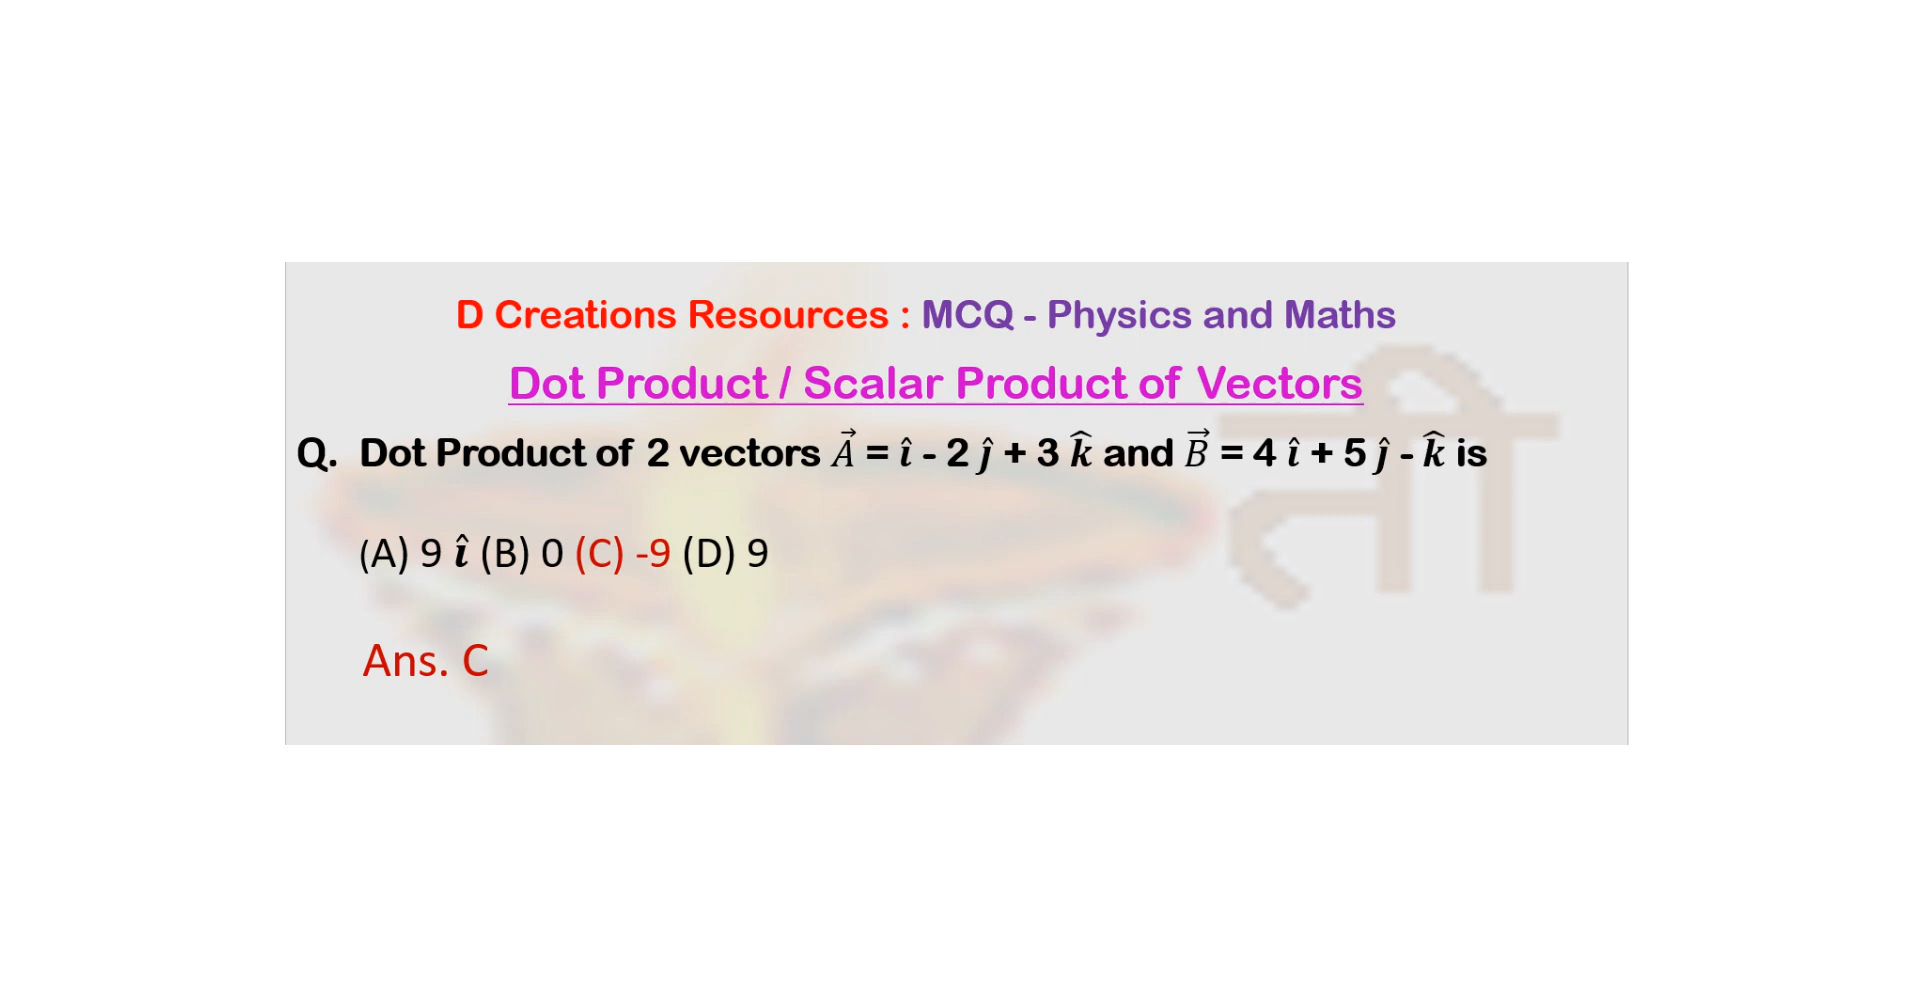 D Creations Resources : MCQ - Physics and Maths
Dot Product / Scalar Product of Vectors
Q. Dot Product of 2 vectors A⃗ = î - 2 ĵ + 3 k̂ and B⃗ = 4 î + 5 ĵ - k̂ is
(A) 9 î (B) 0 (C) -9 (D) 9
Ans. C
ती